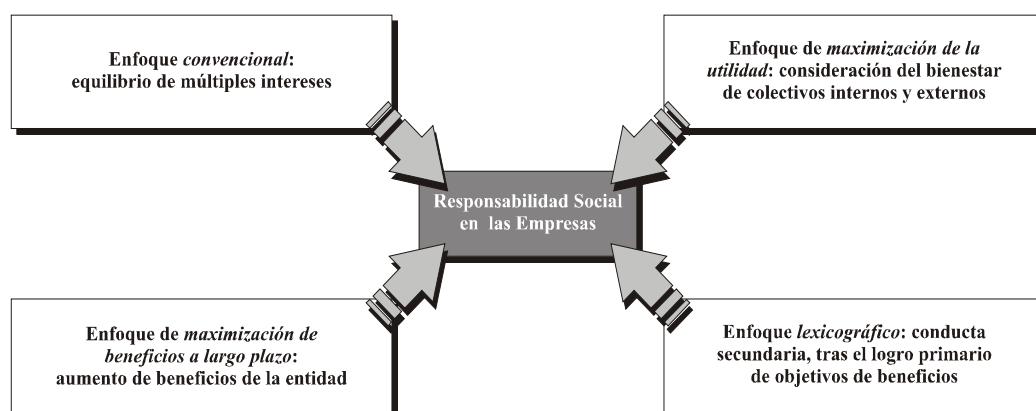 Enfoque convencional:
equilibrio de múltiples intereses
Enfoque de maximización de la
utilidad: consideración del bienestar
de colectivos internos y externos
Responsabilidad Social
en las Empresas
Enfoque de maximización de
beneficios a largo plazo:
aumento de beneficios de la entidad
Enfoque lexicográfico: conducta
secundaria, tras el logro primario
de objetivos de beneficios